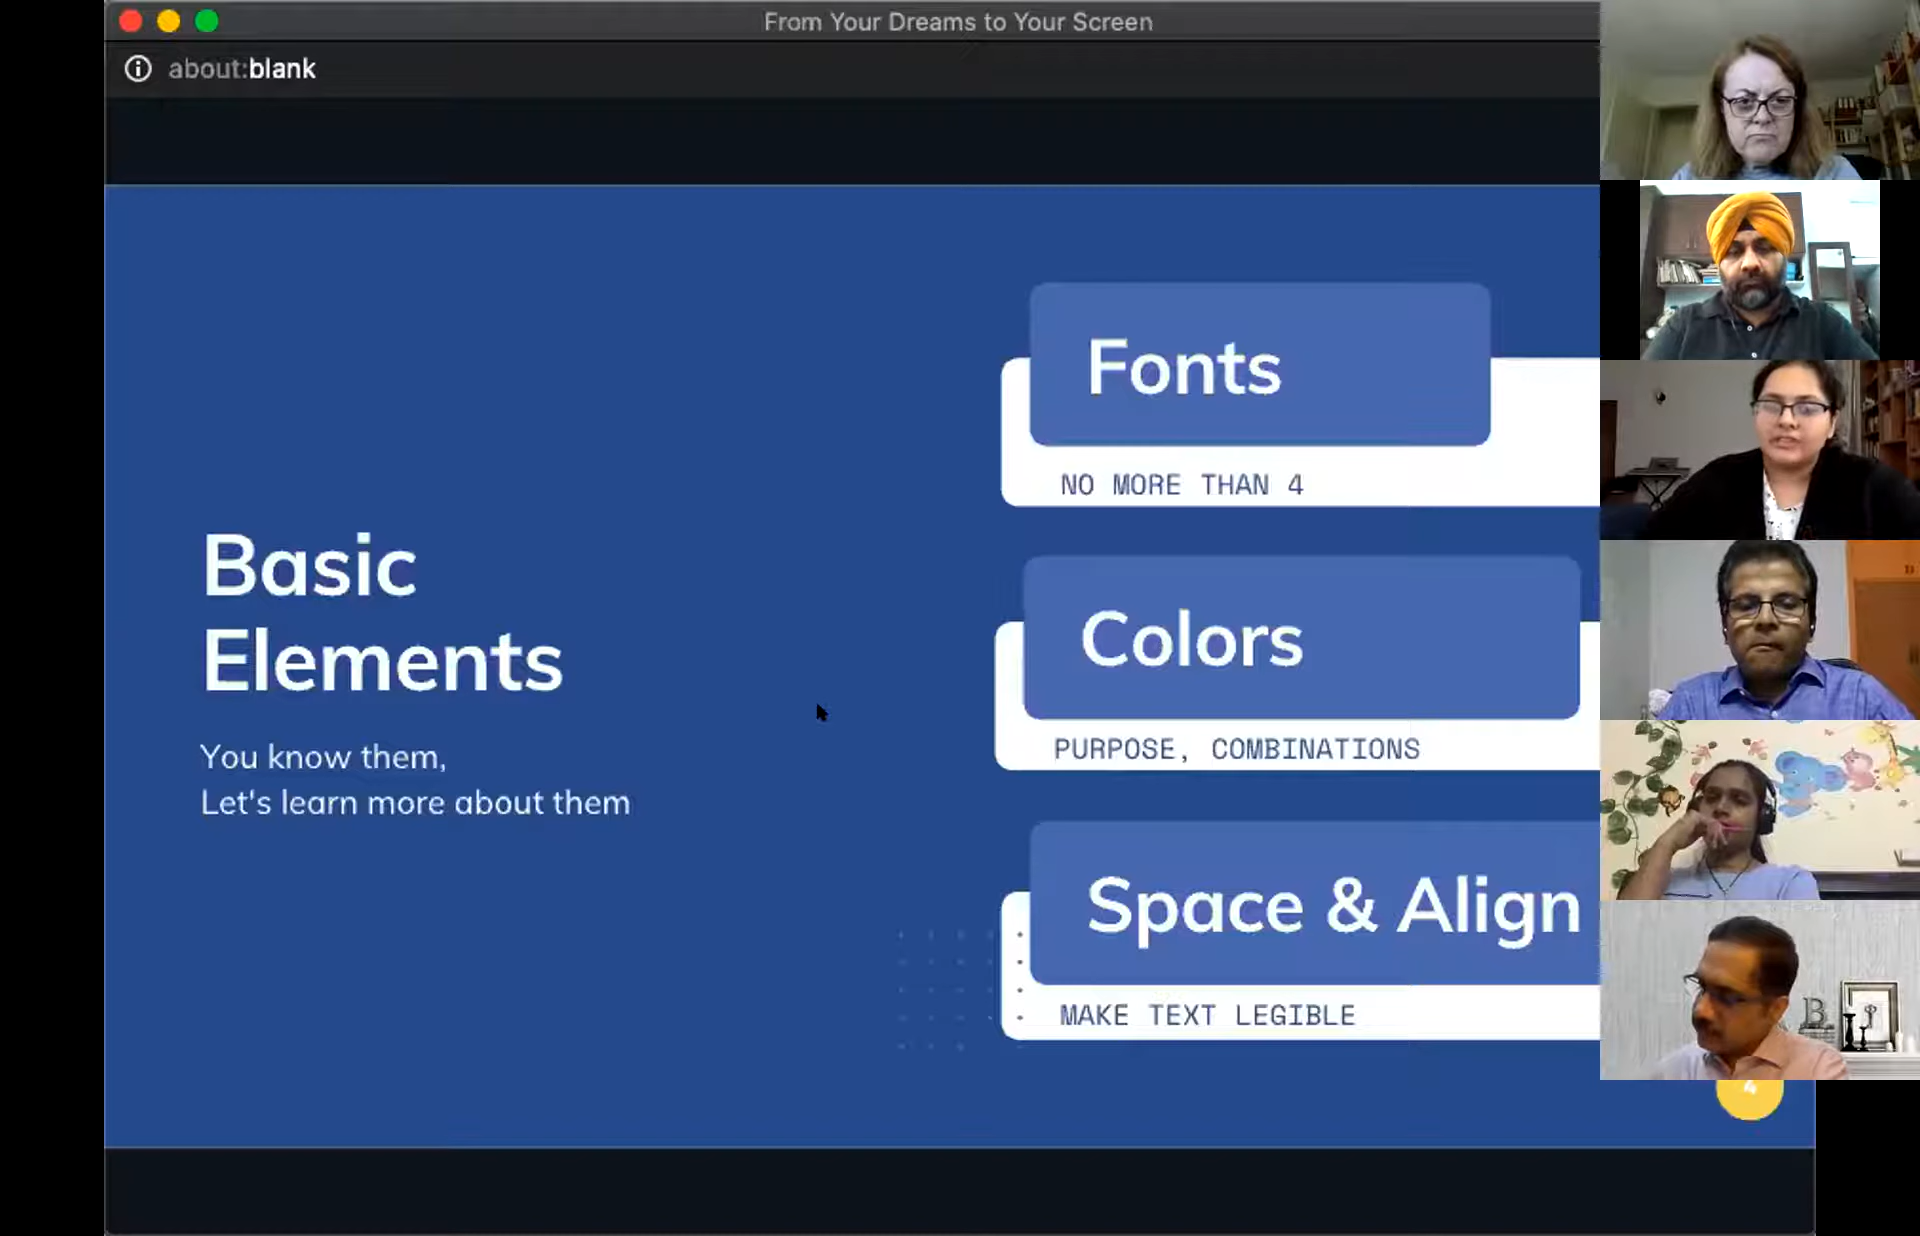 From Your Dreams to Your Screen
about:blank
Basic
Elements
You know them,
Let's learn more about them
Fonts
NO MORE THAN 4
Colors
PURPOSE, COMBINATIONS
Space & Align
MAKE TEXT LEGIBLE
4
B